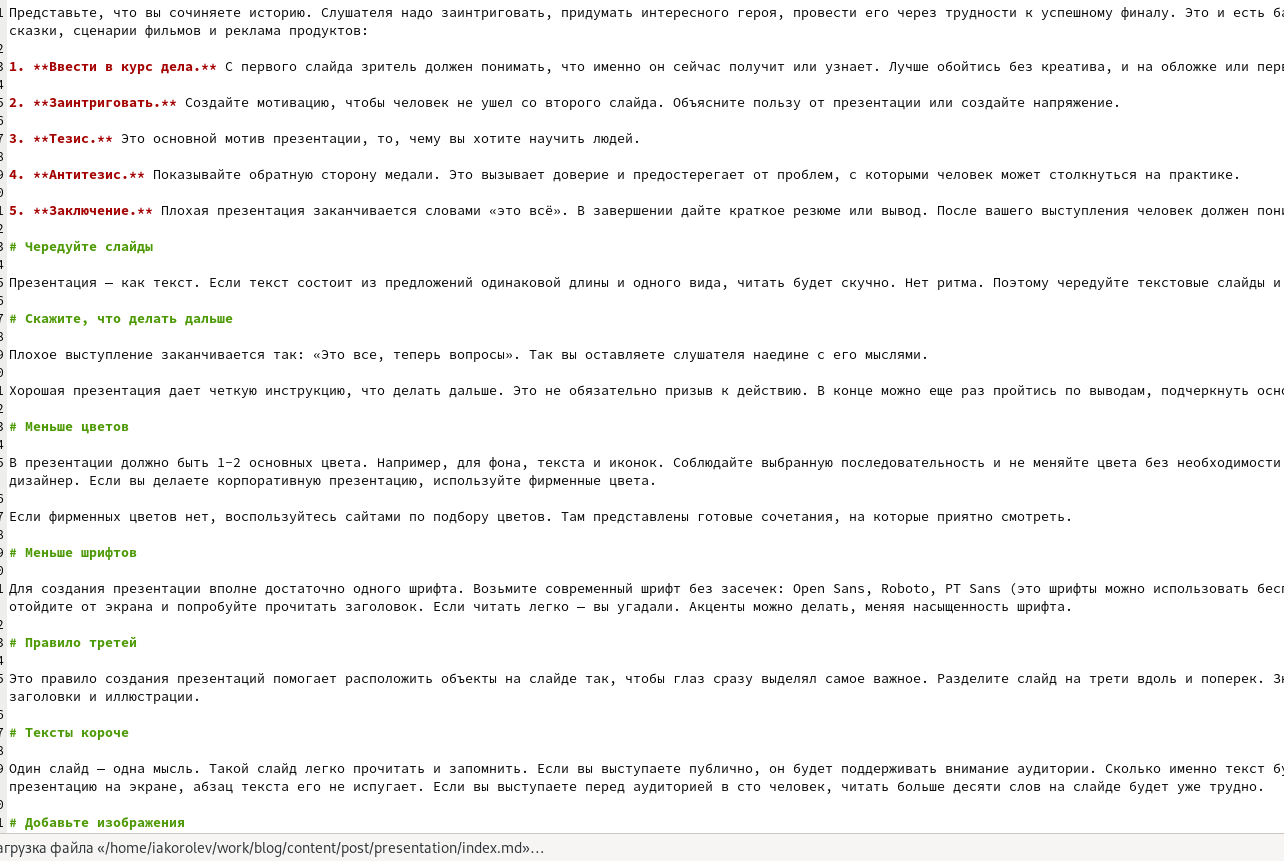 1 Представьте, что вы сочиняете историю. Слушателя надо заинтриговать, придумать интересного героя, провести его через трудности к успешному финалу. Это и есть
сказки, сценарии фильмов и реклама продуктов:
2
3 1. **Ввести в курс дела.** С первого слайда зритель должен понимать, что именно он сейчас получит или узнает. Лучше обойтись без креатива, и на обложке или
4
5 2. **Заинтриговать.** Создайте мотивацию, чтобы человек не ушел со второго слайда. Объясните пользу от презентации или создайте напряжение.
6
7 3. **Тезис.** Это основной мотив презентации, то, чему вы хотите научить людей.
8
9 4. **Антитезис.** Показывайте обратную сторону медали. Это вызывает доверие и предостерегает от проблем, с которыми человек может столкнуться на практике.
0
1 5. **Заключение.** Плохая презентация заканчивается словами «это всё». В завершении дайте краткое резюме или вывод. После вашего выступления человек должен
2
3 # Чередуйте слайды
4
5 Презентация — как текст. Если текст состоит из предложений одинаковой длины и одного вида, читать будет скучно. Нет ритма. Поэтому чередуйте текстовые слайды и
6
7 # Скажите, что делать дальше
8
9 Плохое выступление заканчивается так: «Это все, теперь вопросы». Так вы оставляете слушателя наедине с его мыслями.
0
1 Хорошая презентация дает четкую инструкцию, что делать дальше. Это не обязательно призыв к действию. В конце можно еще раз пройтись по выводам, подчеркнуть
2
3 # Меньше цветов
4
5 В презентации должно быть 1-2 основных цвета. Например, для фона, текста и иконок. Соблюдайте выбранную последовательность и не меняйте цвета без необходимости
дизайнер. Если вы делаете корпоративную презентацию, используйте фирменные цвета.
6
7 Если фирменных цветов нет, воспользуйтесь сайтами по подбору цветов. Там представлены готовые сочетания, на которые приятно смотреть.
8
9 # Меньше шрифтов
0
1 Для создания презентации вполне достаточно одного шрифта. Возьмите современный шрифт без засечек: Open Sans, Roboto, PT Sans (это шрифты можно использовать
отойдите от экрана и попробуйте прочитать заголовок. Если читать легко — вы угадали. Акценты можно делать, меняя насыщенность шрифта.
2
3 # Правило третей
4
5 Это правило создания презентаций помогает расположить объекты на слайде так, чтобы глаз сразу выделял самое важное. Разделите слайд на трети вдоль и поперек.
заголовки и иллюстрации.
6
7 # Тексты короче
8
9 Один слайд — одна мысль. Такой слайд легко прочитать и запомнить. Если вы выступаете публично, он будет поддерживать внимание аудитории. Сколько именно текст
презентацию на экране, абзац текста его не испугает. Если вы выступаете перед аудиторией в сто человек, читать больше десяти слов на слайде будет уже трудно.
0
1 # Добавьте изображения
агрузка файла «/home/iakorolev/work/blog/content/post/presentation/index.md»…